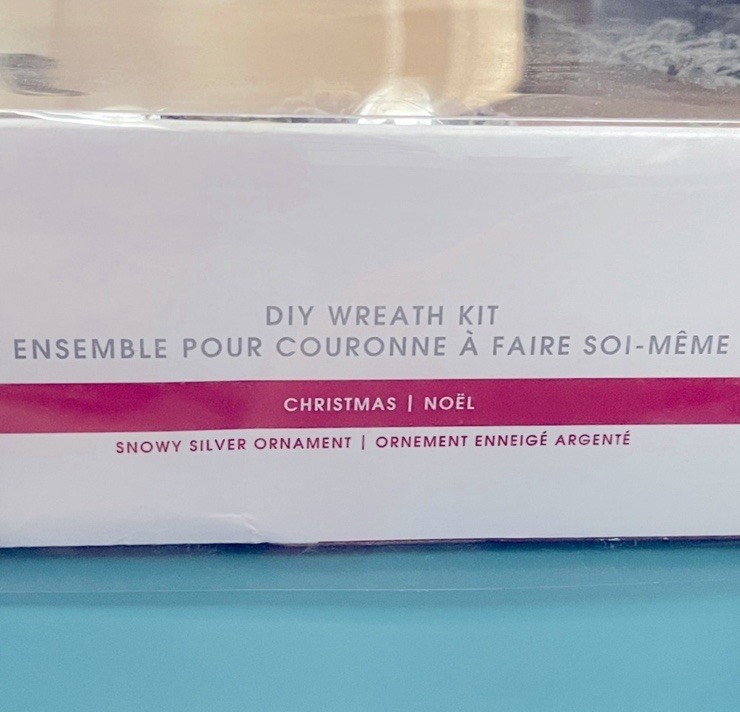 DIY WREATH KIT
ENSEMBLE POUR COURONNE À FAIRE SOI-MÊME
CHRISTMAS | NOËL
SNOWY SILVER ORNAMENT | ORNEMENT ENNEIGÉ ARGENTÉ